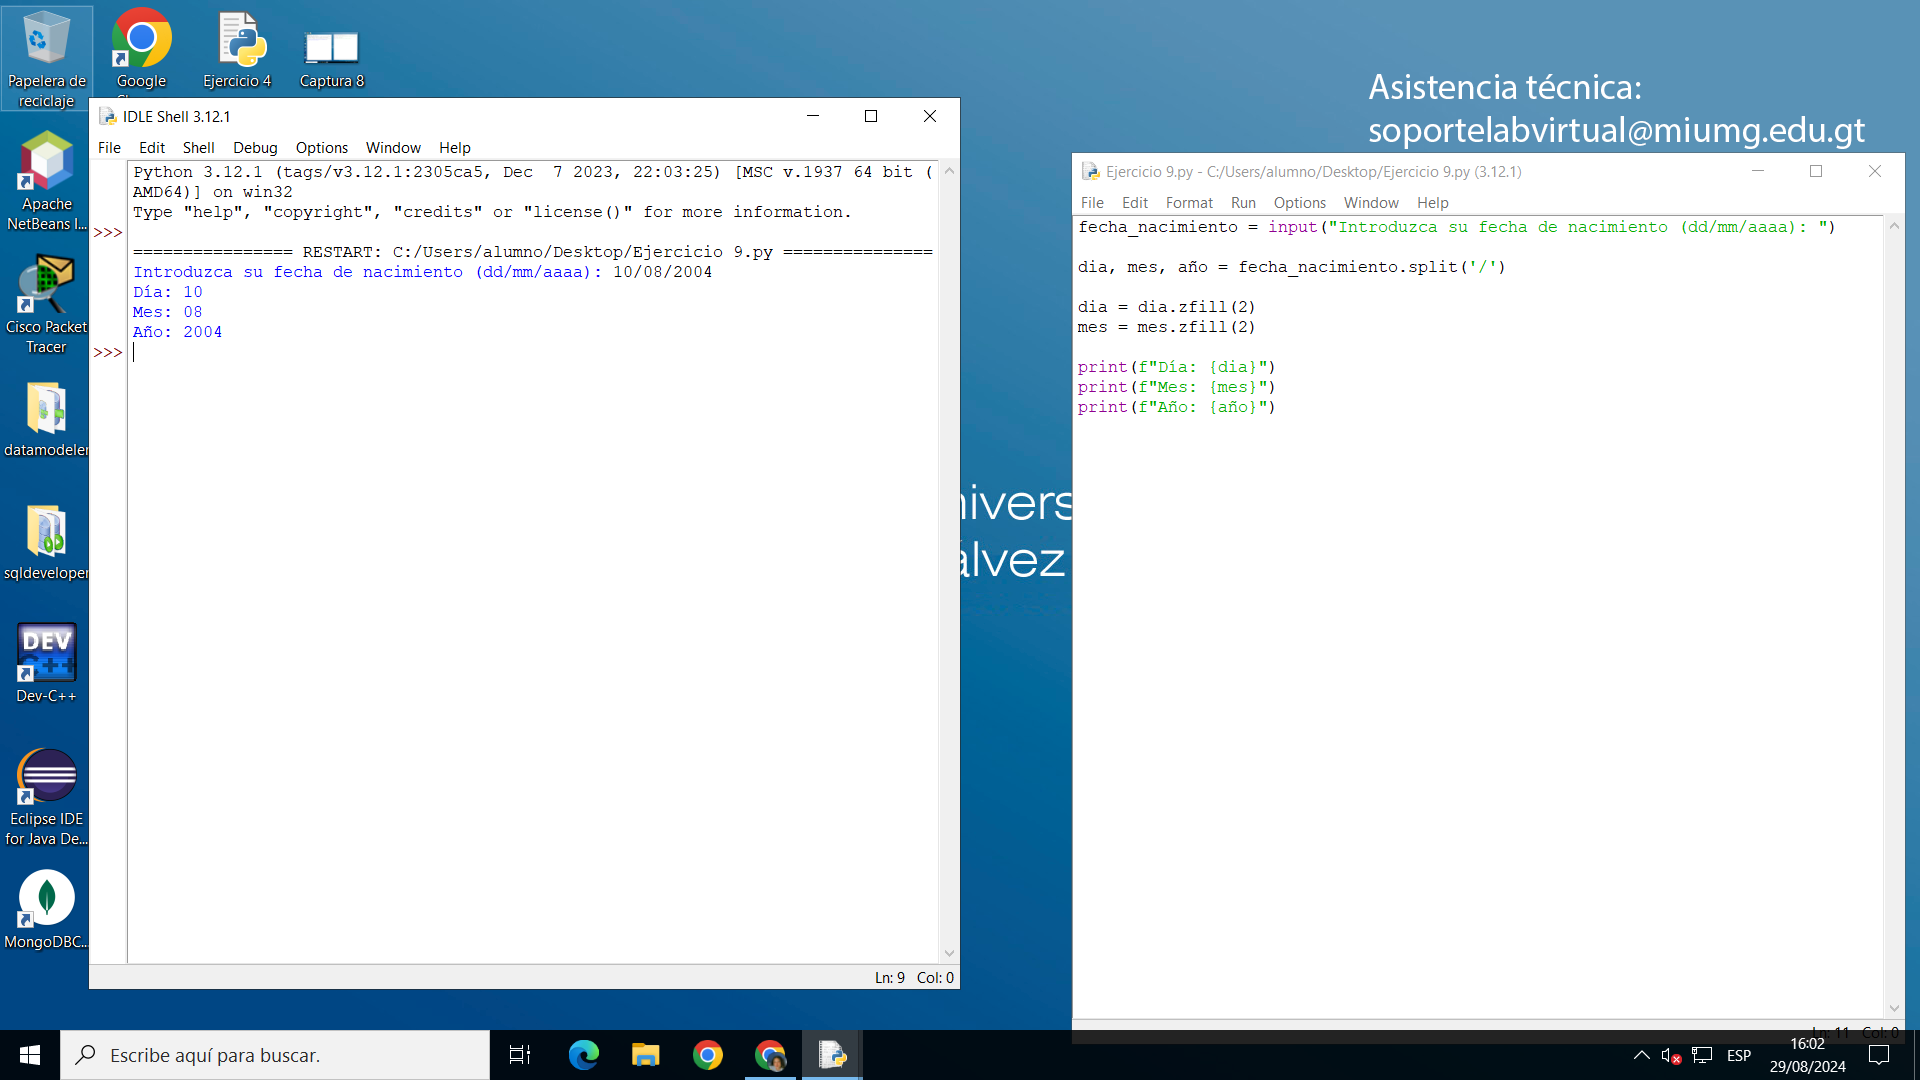 Papelera de
reciclaje
Google
Ejercicio 4
Captura 8
Apache
NetBeans I...
Cisco Packet
Tracer
datamodeler
sqldeveloper
DEV
C++
Dev-C++
Eclipse IDE
for Java De...
MongoDBC...
Asistencia técnica:
soportelabvirtual@miumg.edu.gt
IDLE Shell 3.12.1
File Edit Shell Debug Options Window Help
Python 3.12.1 (tags/v3.12.1:2305ca5, Dec  7 2023, 22:03:25) [MSC v.1937 64 bit (
AMD64)] on win32
Type "help", "copyright", "credits" or "license()" for more information.
>>>
================ RESTART: C:/Users/alumno/Desktop/Ejercicio 9.py ===============
Introduzca su fecha de nacimiento (dd/mm/aaaa): 10/08/2004
Día: 10
Mes: 08
Año: 2004
>>>
Ln: 9 Col: 0
nivers
álvez
Ejercicio 9.py - C:/Users/alumno/Desktop/Ejercicio 9.py (3.12.1)
File Edit Format Run Options Window Help
fecha_nacimiento = input("Introduzca su fecha de nacimiento (dd/mm/aaaa): ")
dia, mes, año = fecha_nacimiento.split('/')
dia = dia.zfill(2)
mes = mes.zfill(2)
print(f"Día: {dia}")
print(f"Mes: {mes}")
print(f"Año: {año}")
Ln: 11 Col: 0
Escribe aquí para buscar.
ESP
16:02
29/08/2024